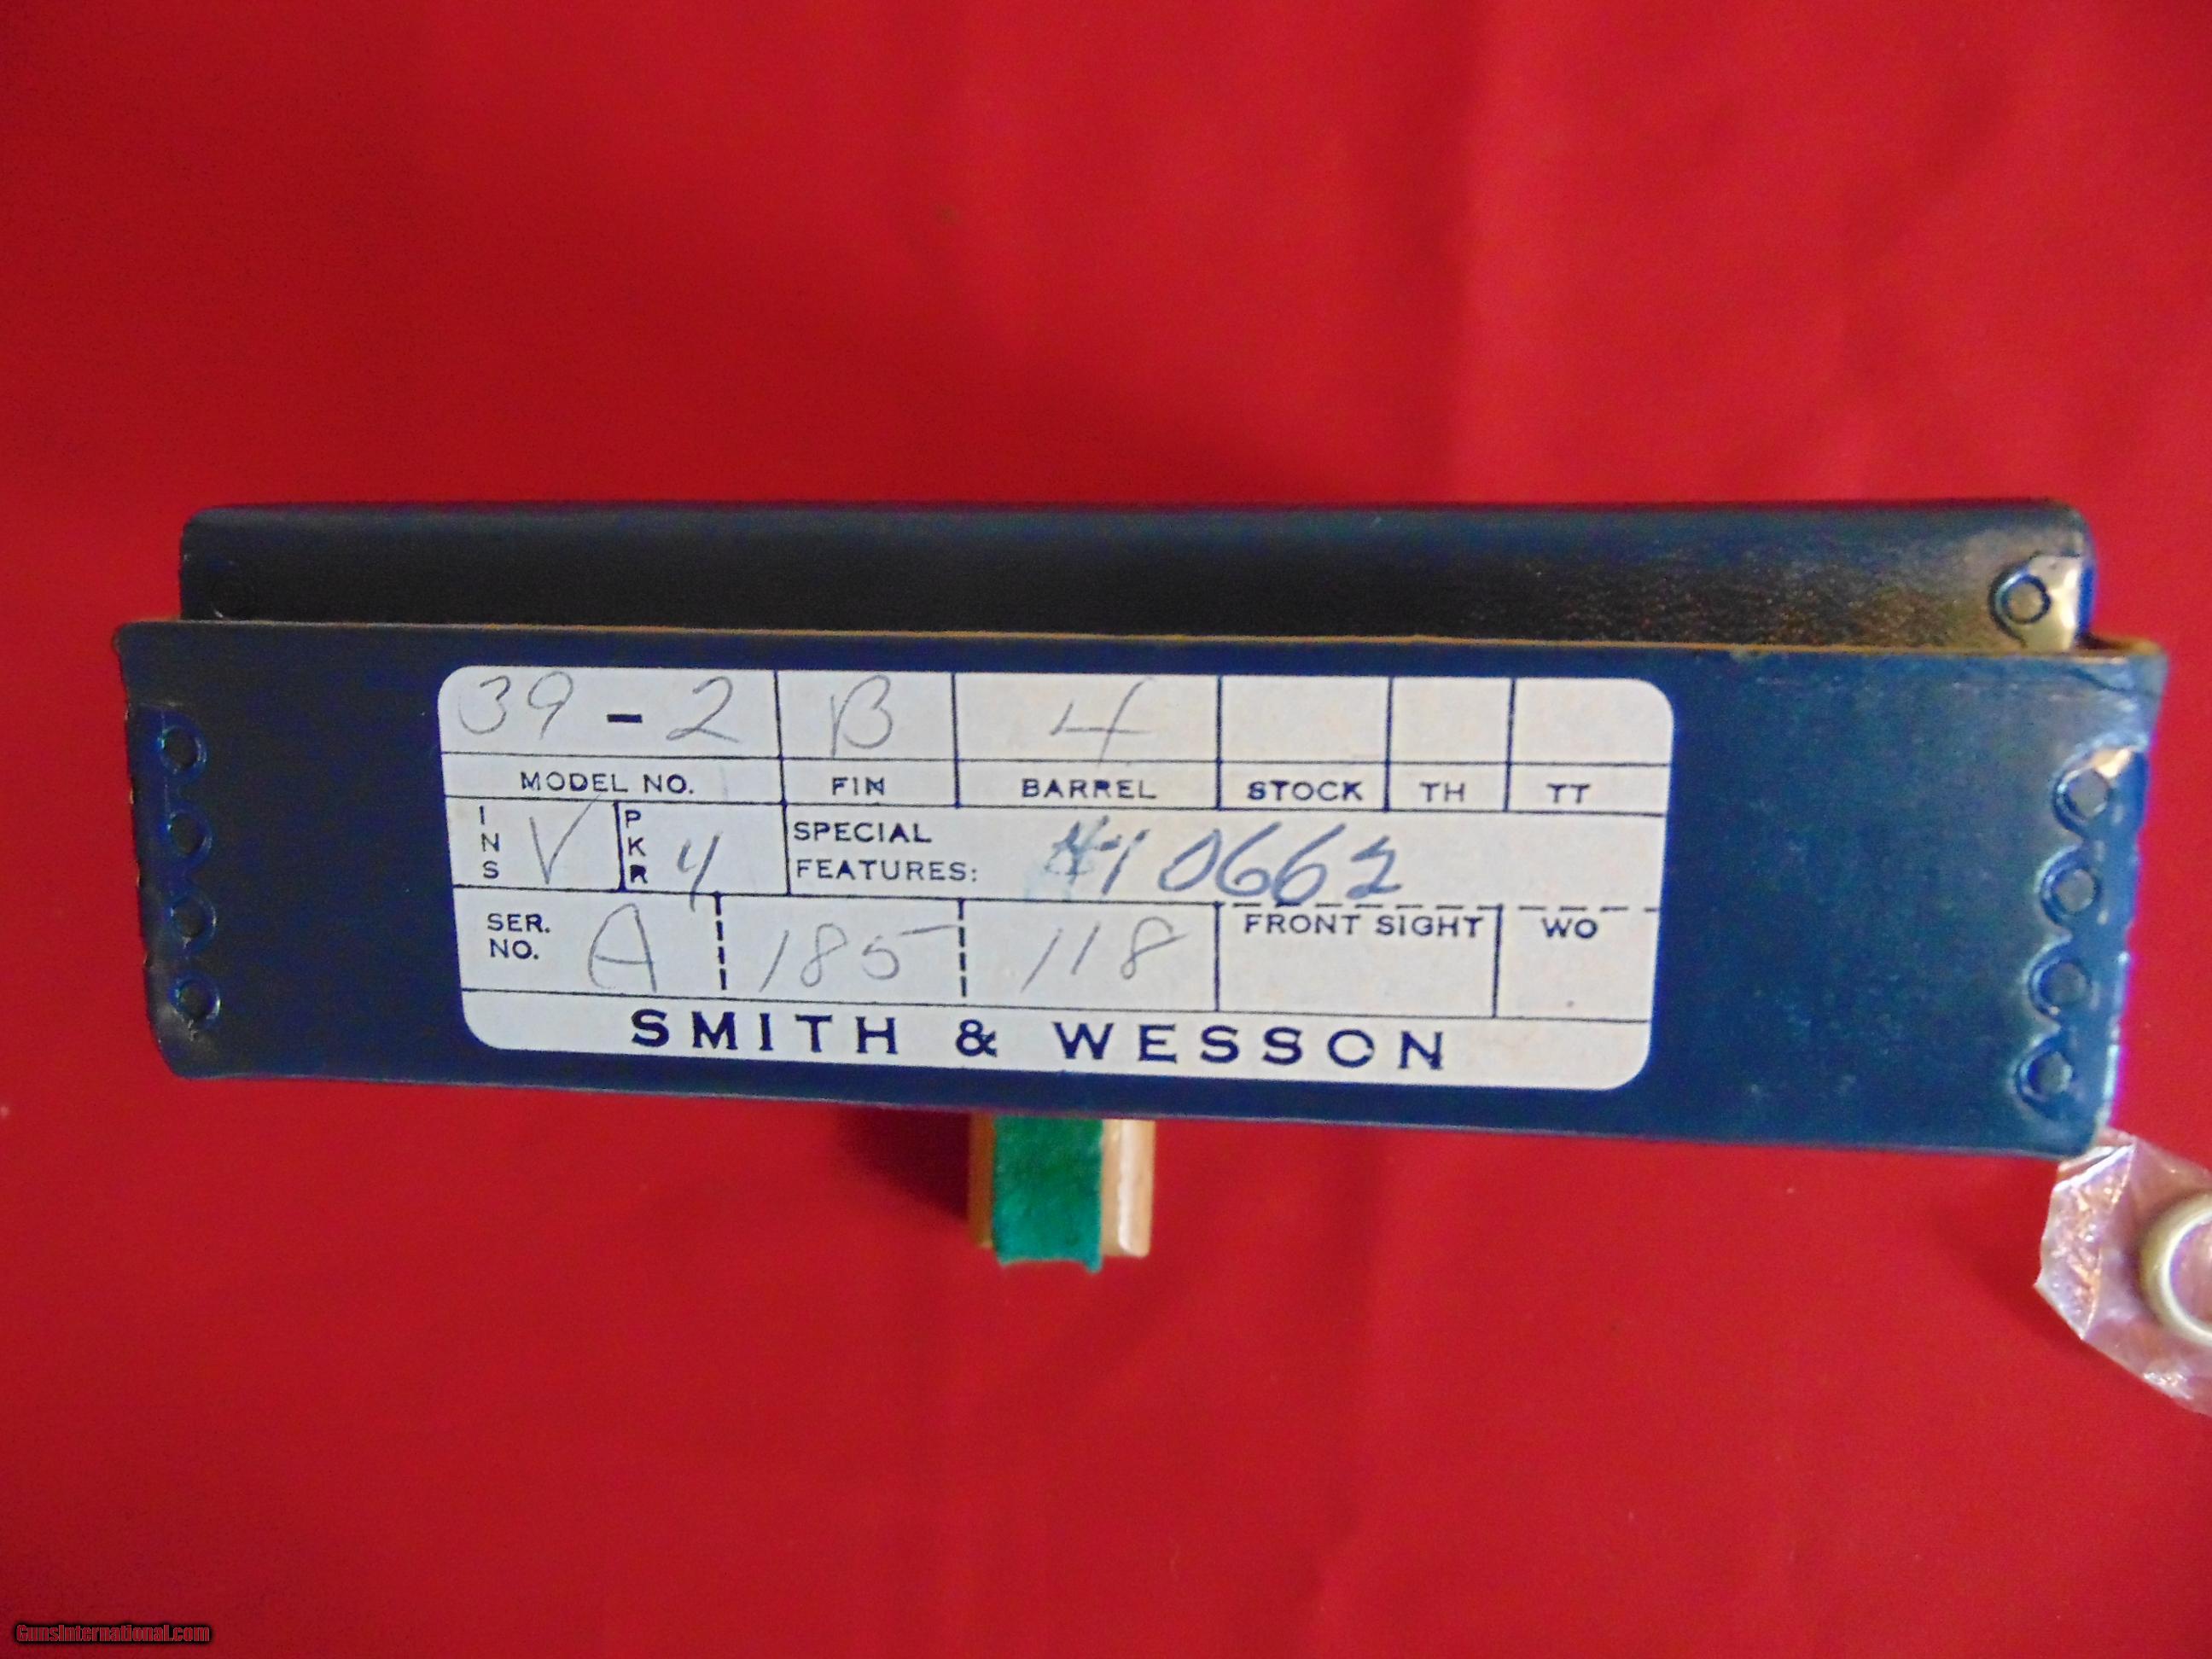 39 - 2 B 4
MODEL NO. FIN BARREL STOCK TH TT
INS V PKR 4 SPECIAL
FEATURES: #10662
SER.
NO. A 185 118 FRONT SIGHT WO
SMITH & WESSON
GunsInternational.com